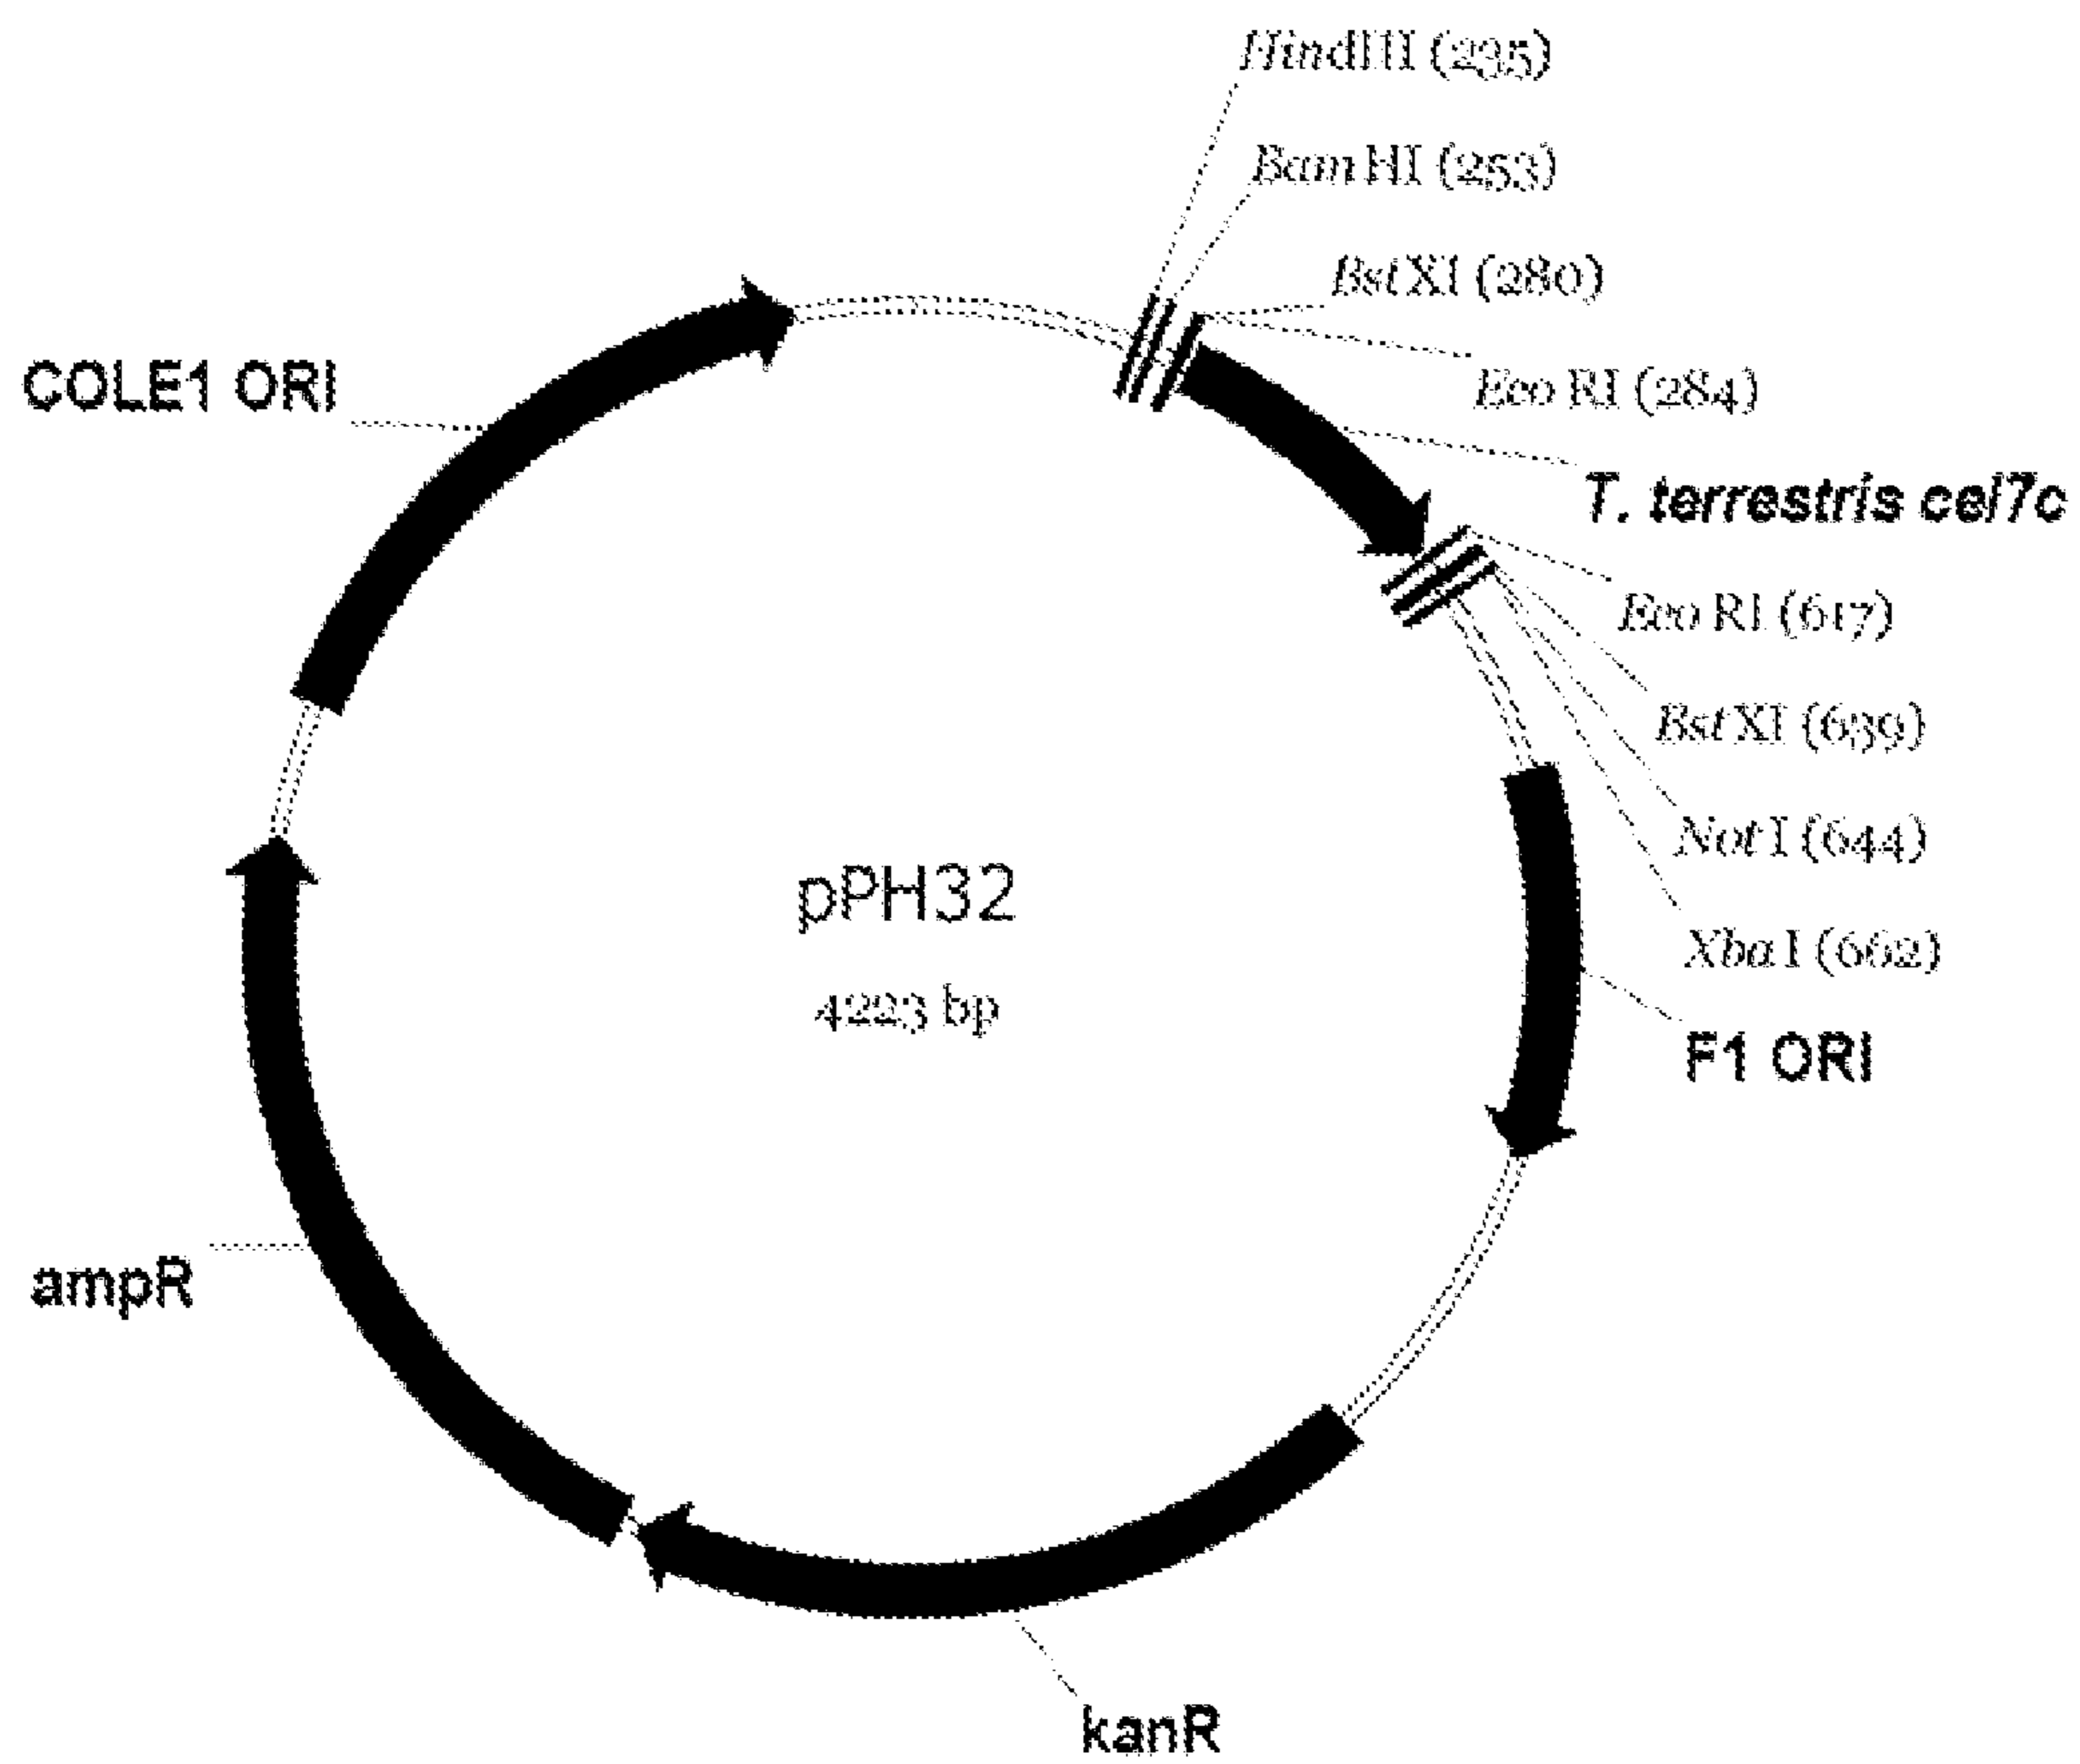 HindIII (235)
BamHI (253)
BstXI (280)
COLE1 ORI
EcoRI (284)
T. terrestris cel7c
EcoRI (617)
BstXI (639)
NotI (644)
pPH32
XbaI (662)
4223 bp
F1 ORI
ampR
kanR